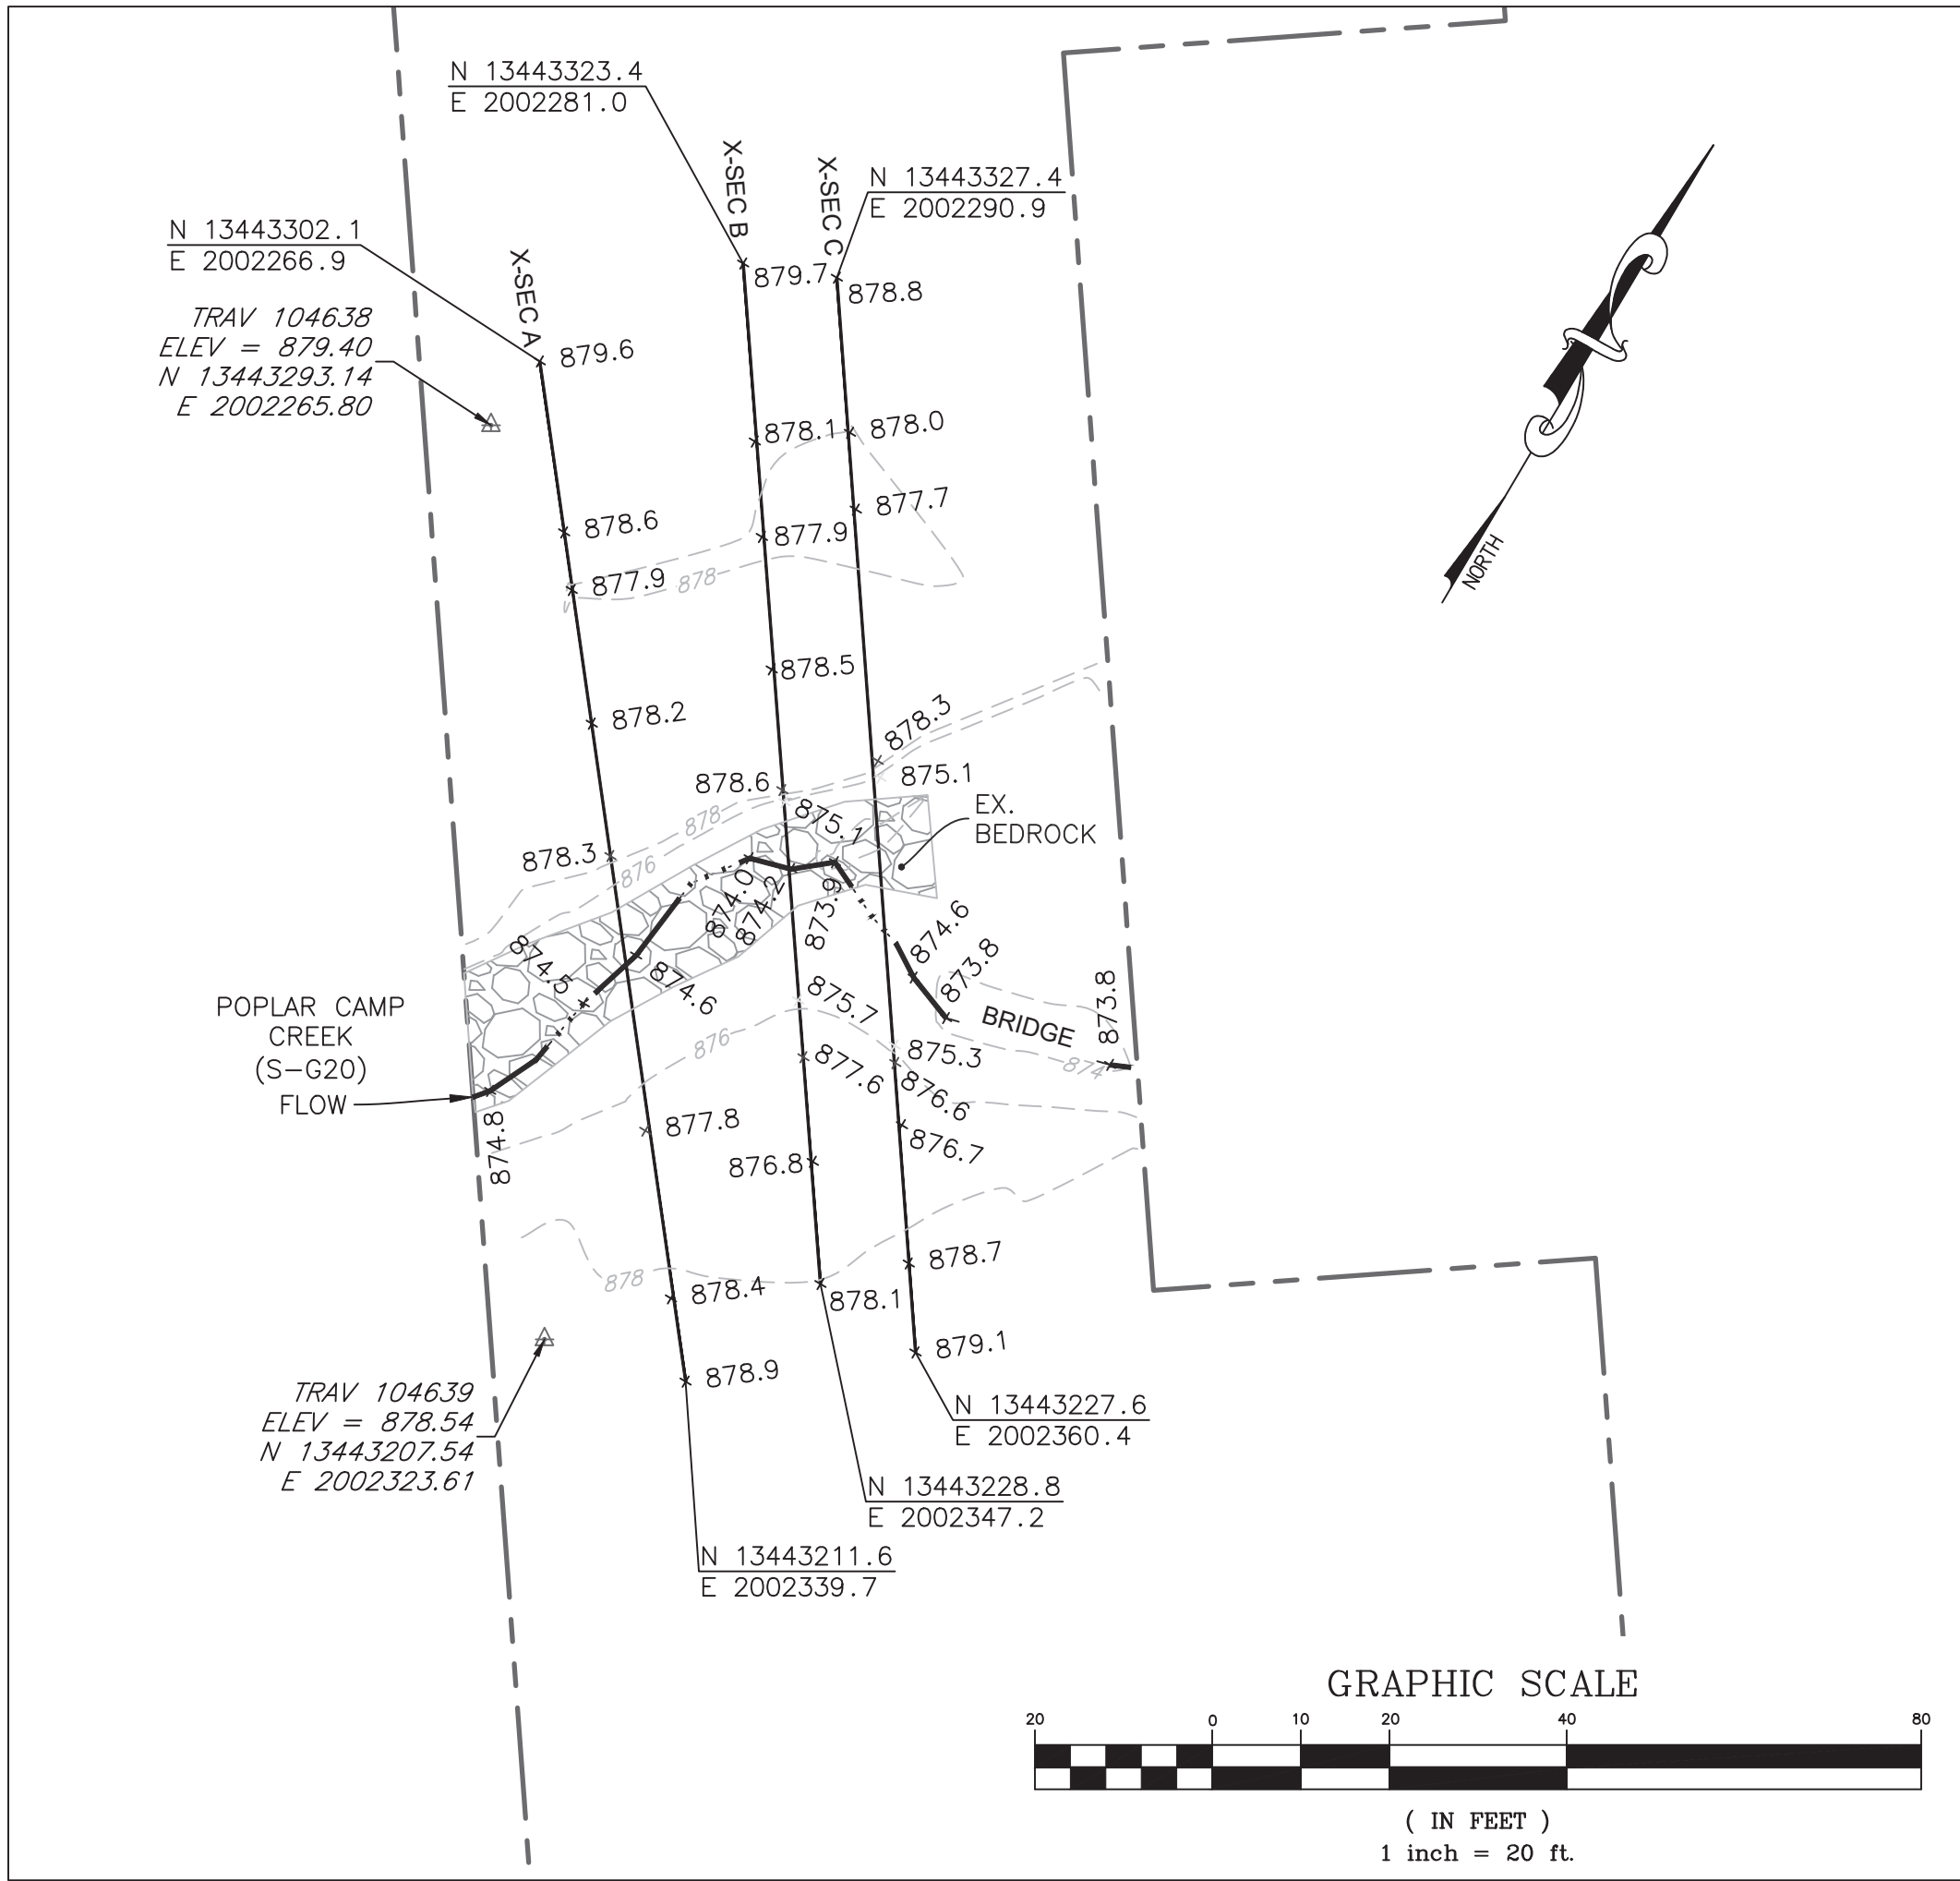 N 13443323.4
E 2002281.0
X-SEC B
X-SEC C
N 13443327.4
E 2002290.9
N 13443302.1
E 2002266.9
X-SEC A
TRAV 104638
ELEV = 879.40
N 13443293.14
E 2002265.80
879.7
878.8
879.6
878.1
878.0
877.7
878.6
877.9
877.9
878
878.5
878.2
878.3
878.6
875.1
878
875.1
EX.
BEDROCK
878.3
876
874.0
874.2
873.9
874.6
874.5
874.6
873.8
873.8
NORTH
POPLAR CAMP
CREEK
(S-G20)
FLOW
875.7
BRIDGE
876
875.3
874
877.6
876.6
874.8
877.8
876.7
876.8
878.7
878
878.4
878.1
879.1
878.9
TRAV 104639
ELEV = 878.54
N 13443207.54
E 2002323.61
N 13443227.6
E 2002360.4
N 13443228.8
E 2002347.2
N 13443211.6
E 2002339.7
GRAPHIC SCALE
20 0 10 20 40 80
( IN FEET )
1 inch = 20 ft.